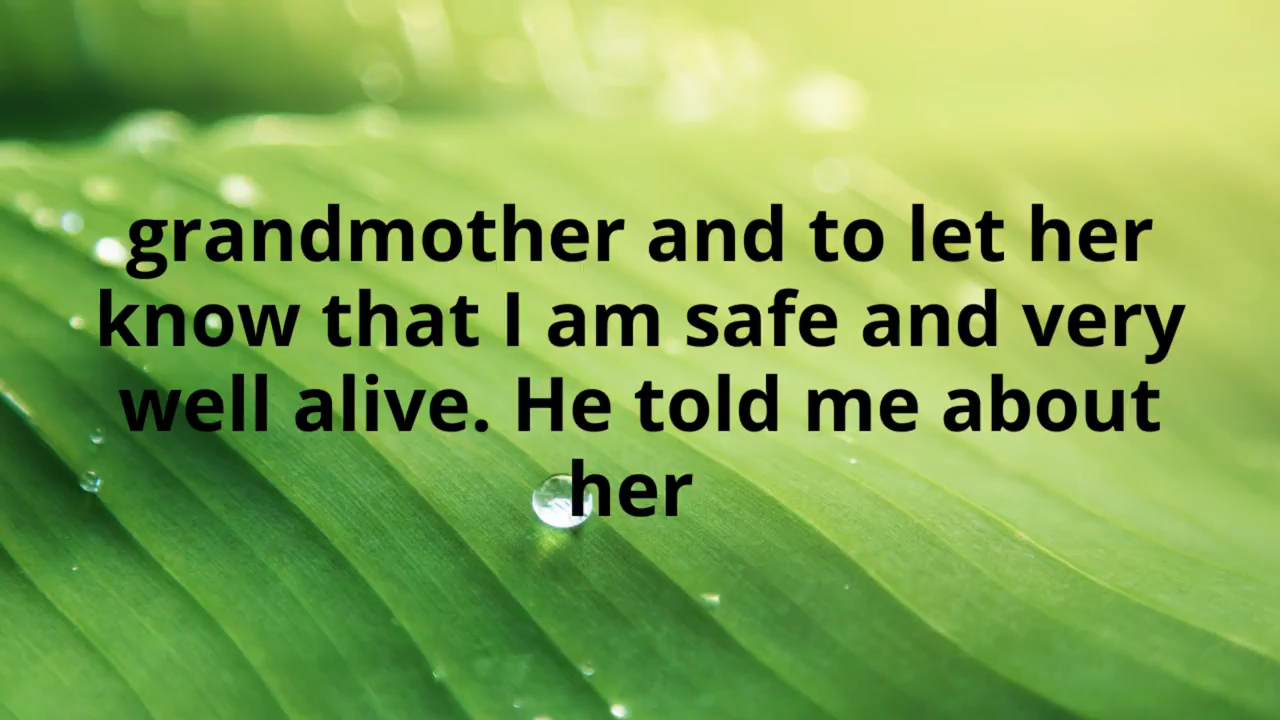 grandmother and to let her
know that I am safe and very
well alive. He told me about
her